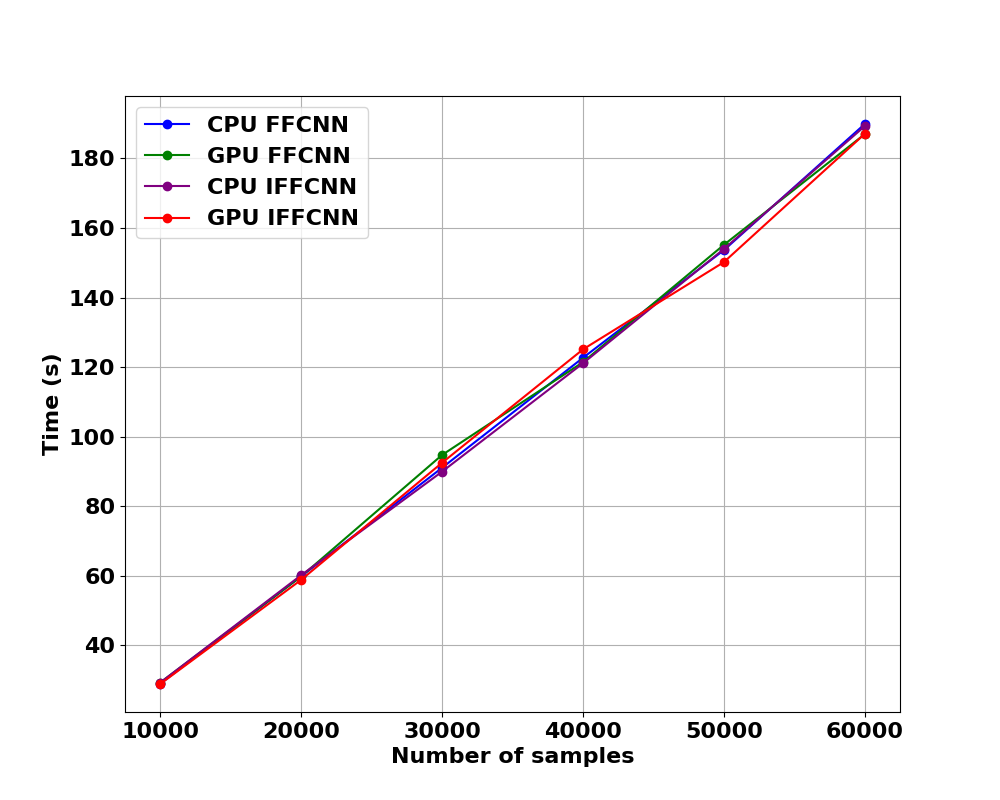 CPU FFCNN
GPU FFCNN
CPU IFFCNN
GPU IFFCNN
180
160
140
120
100
80
60
40
Time (s)
10000 20000 30000 40000 50000 60000
Number of samples